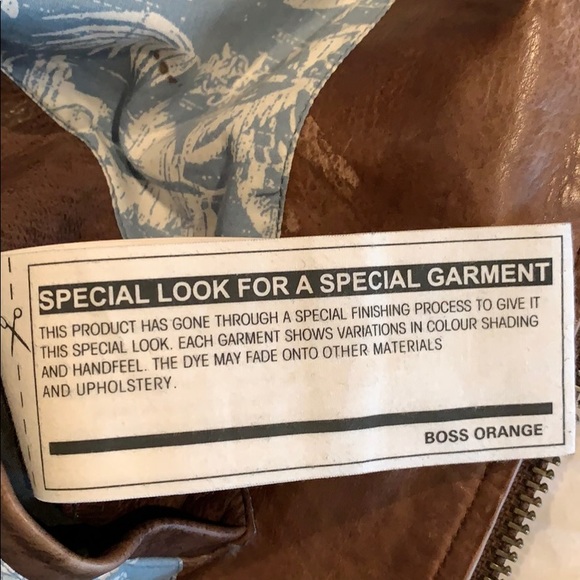 SPECIAL LOOK FOR A SPECIAL GARMENT
THIS PRODUCT HAS GONE THROUGH A SPECIAL FINISHING PROCESS TO GIVE IT
THIS SPECIAL LOOK. EACH GARMENT SHOWS VARIATIONS IN COLOUR SHADING
AND HANDFEEL. THE DYE MAY FADE ONTO OTHER MATERIALS
AND UPHOLSTERY.
BOSS ORANGE